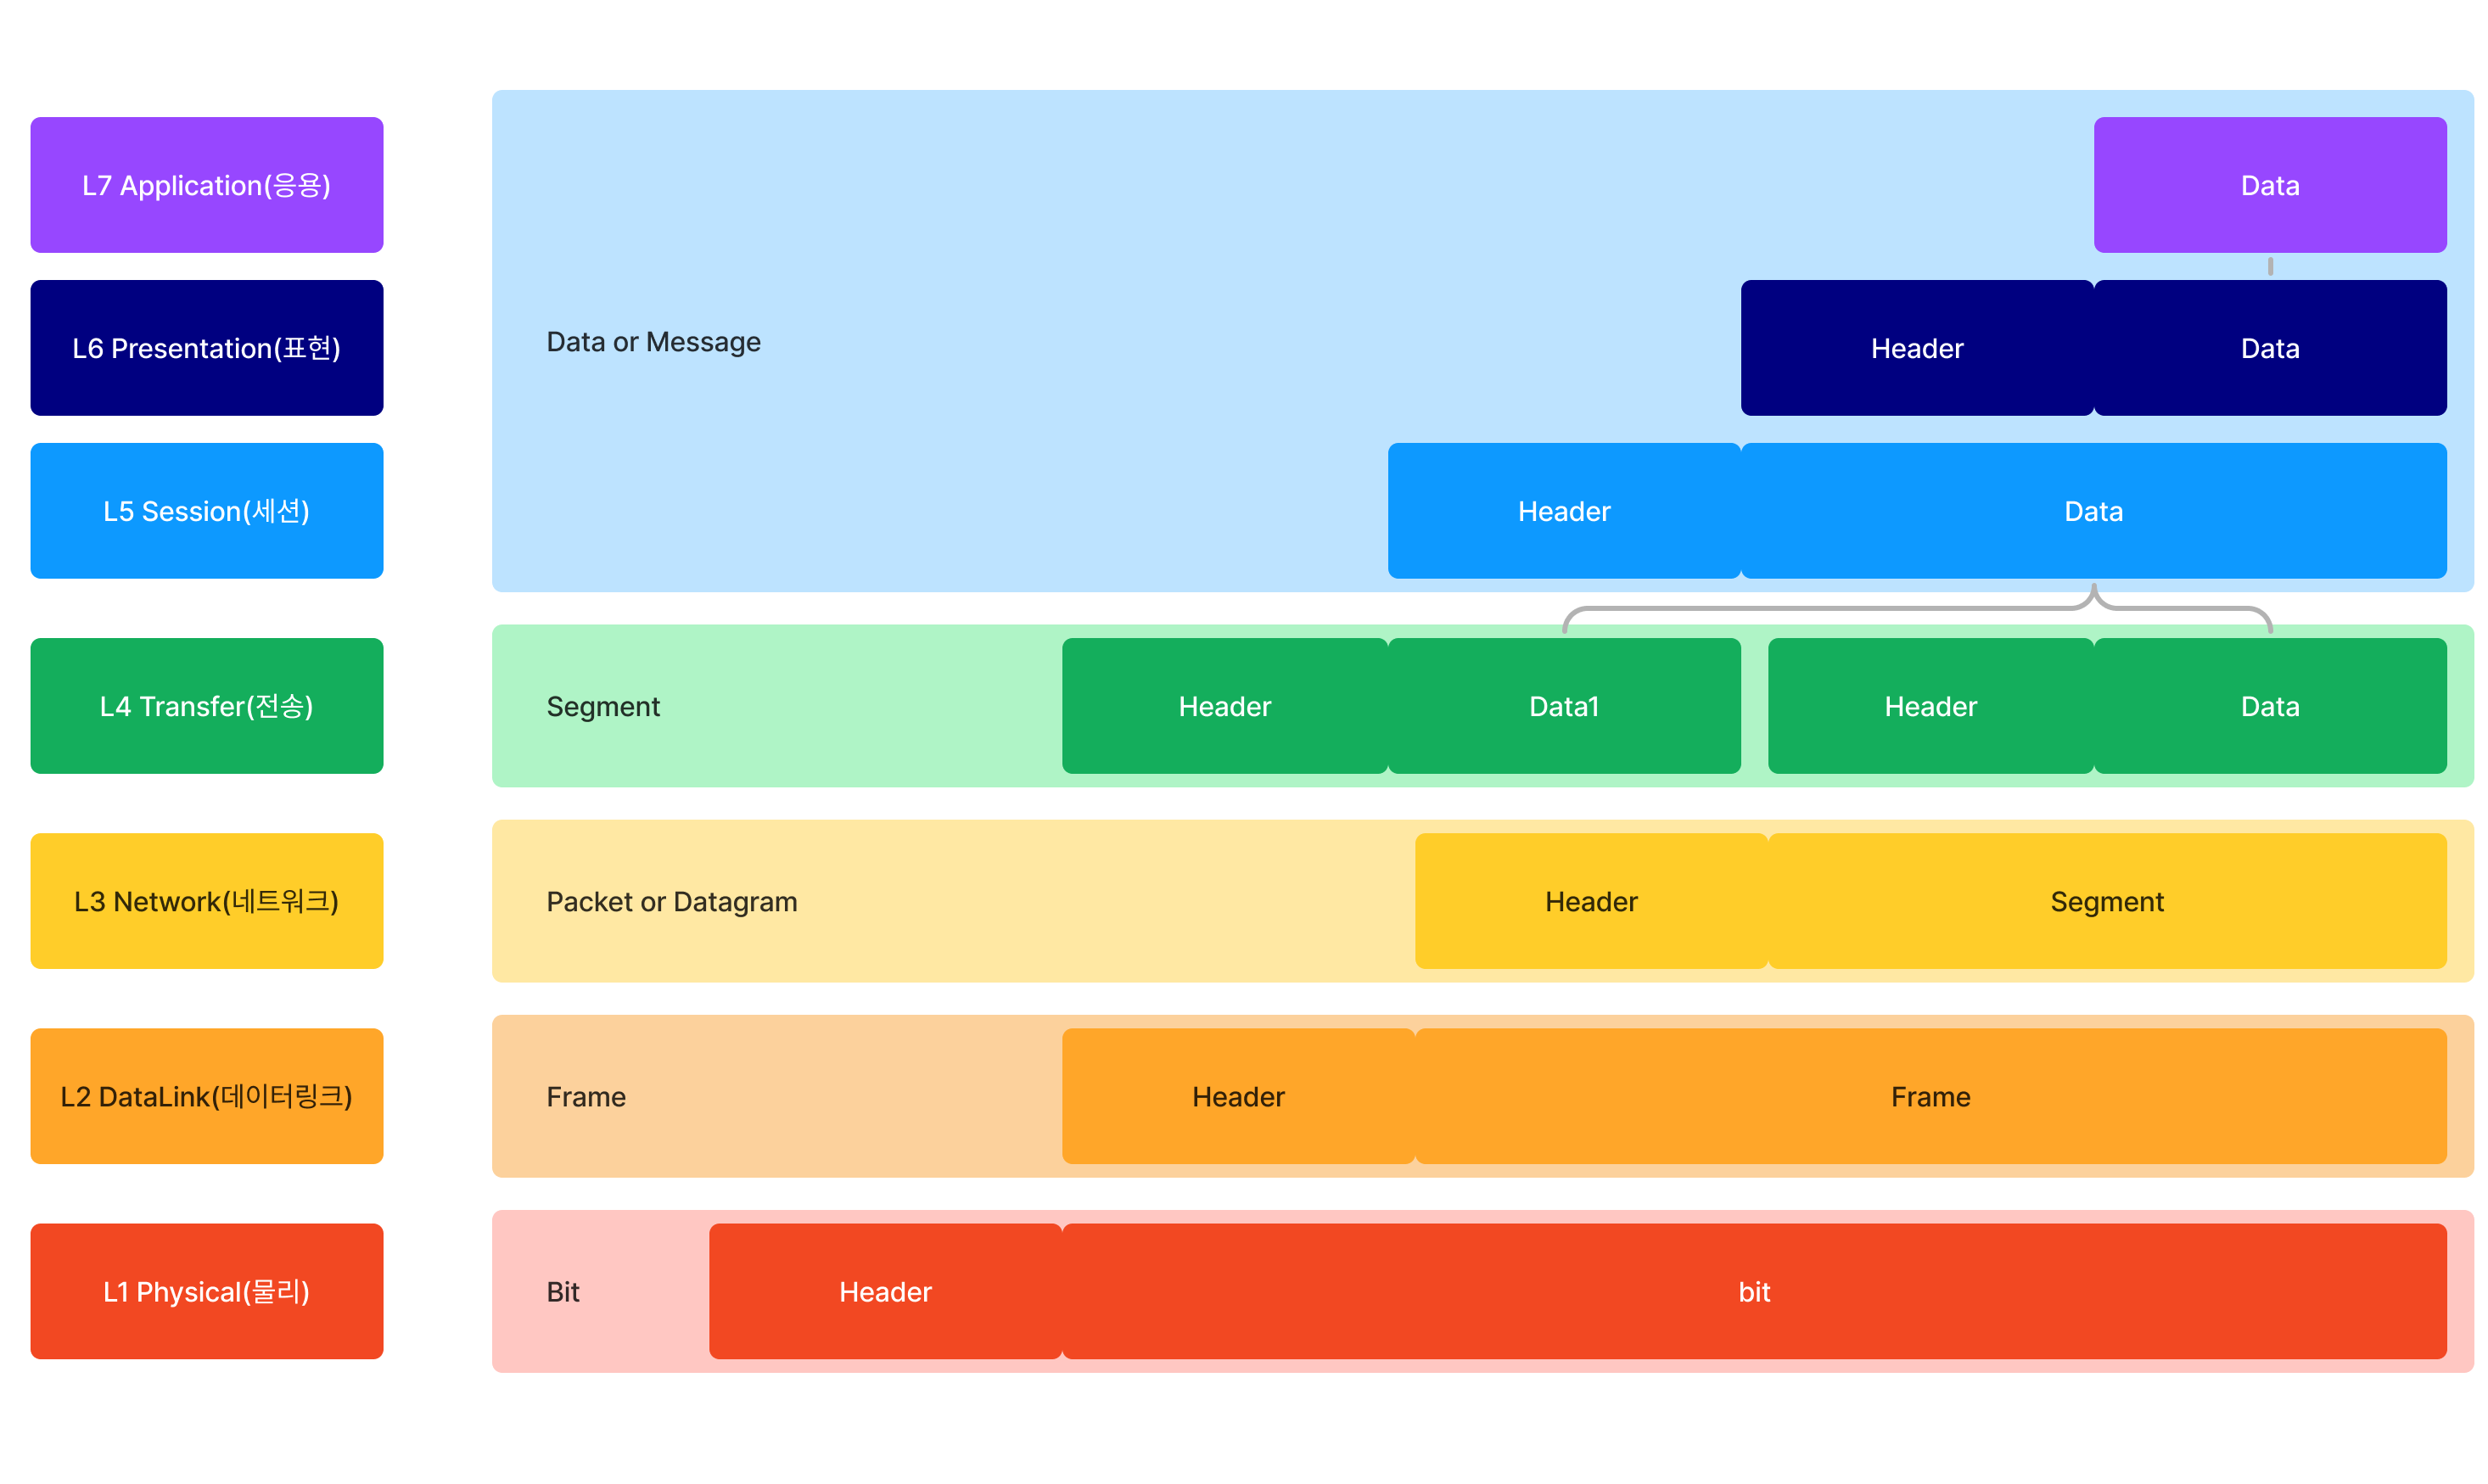 L7 Application(응용)
Data
L6 Presentation(표현)
Data or Message
Header
Data
L5 Session(세션)
Header
Data
L4 Transfer(전송)
Segment
Header
Data1
Header
Data
L3 Network(네트워크)
Packet or Datagram
Header
Segment
L2 DataLink(데이터링크)
Frame
Header
Frame
L1 Physical(물리)
Bit
Header
bit